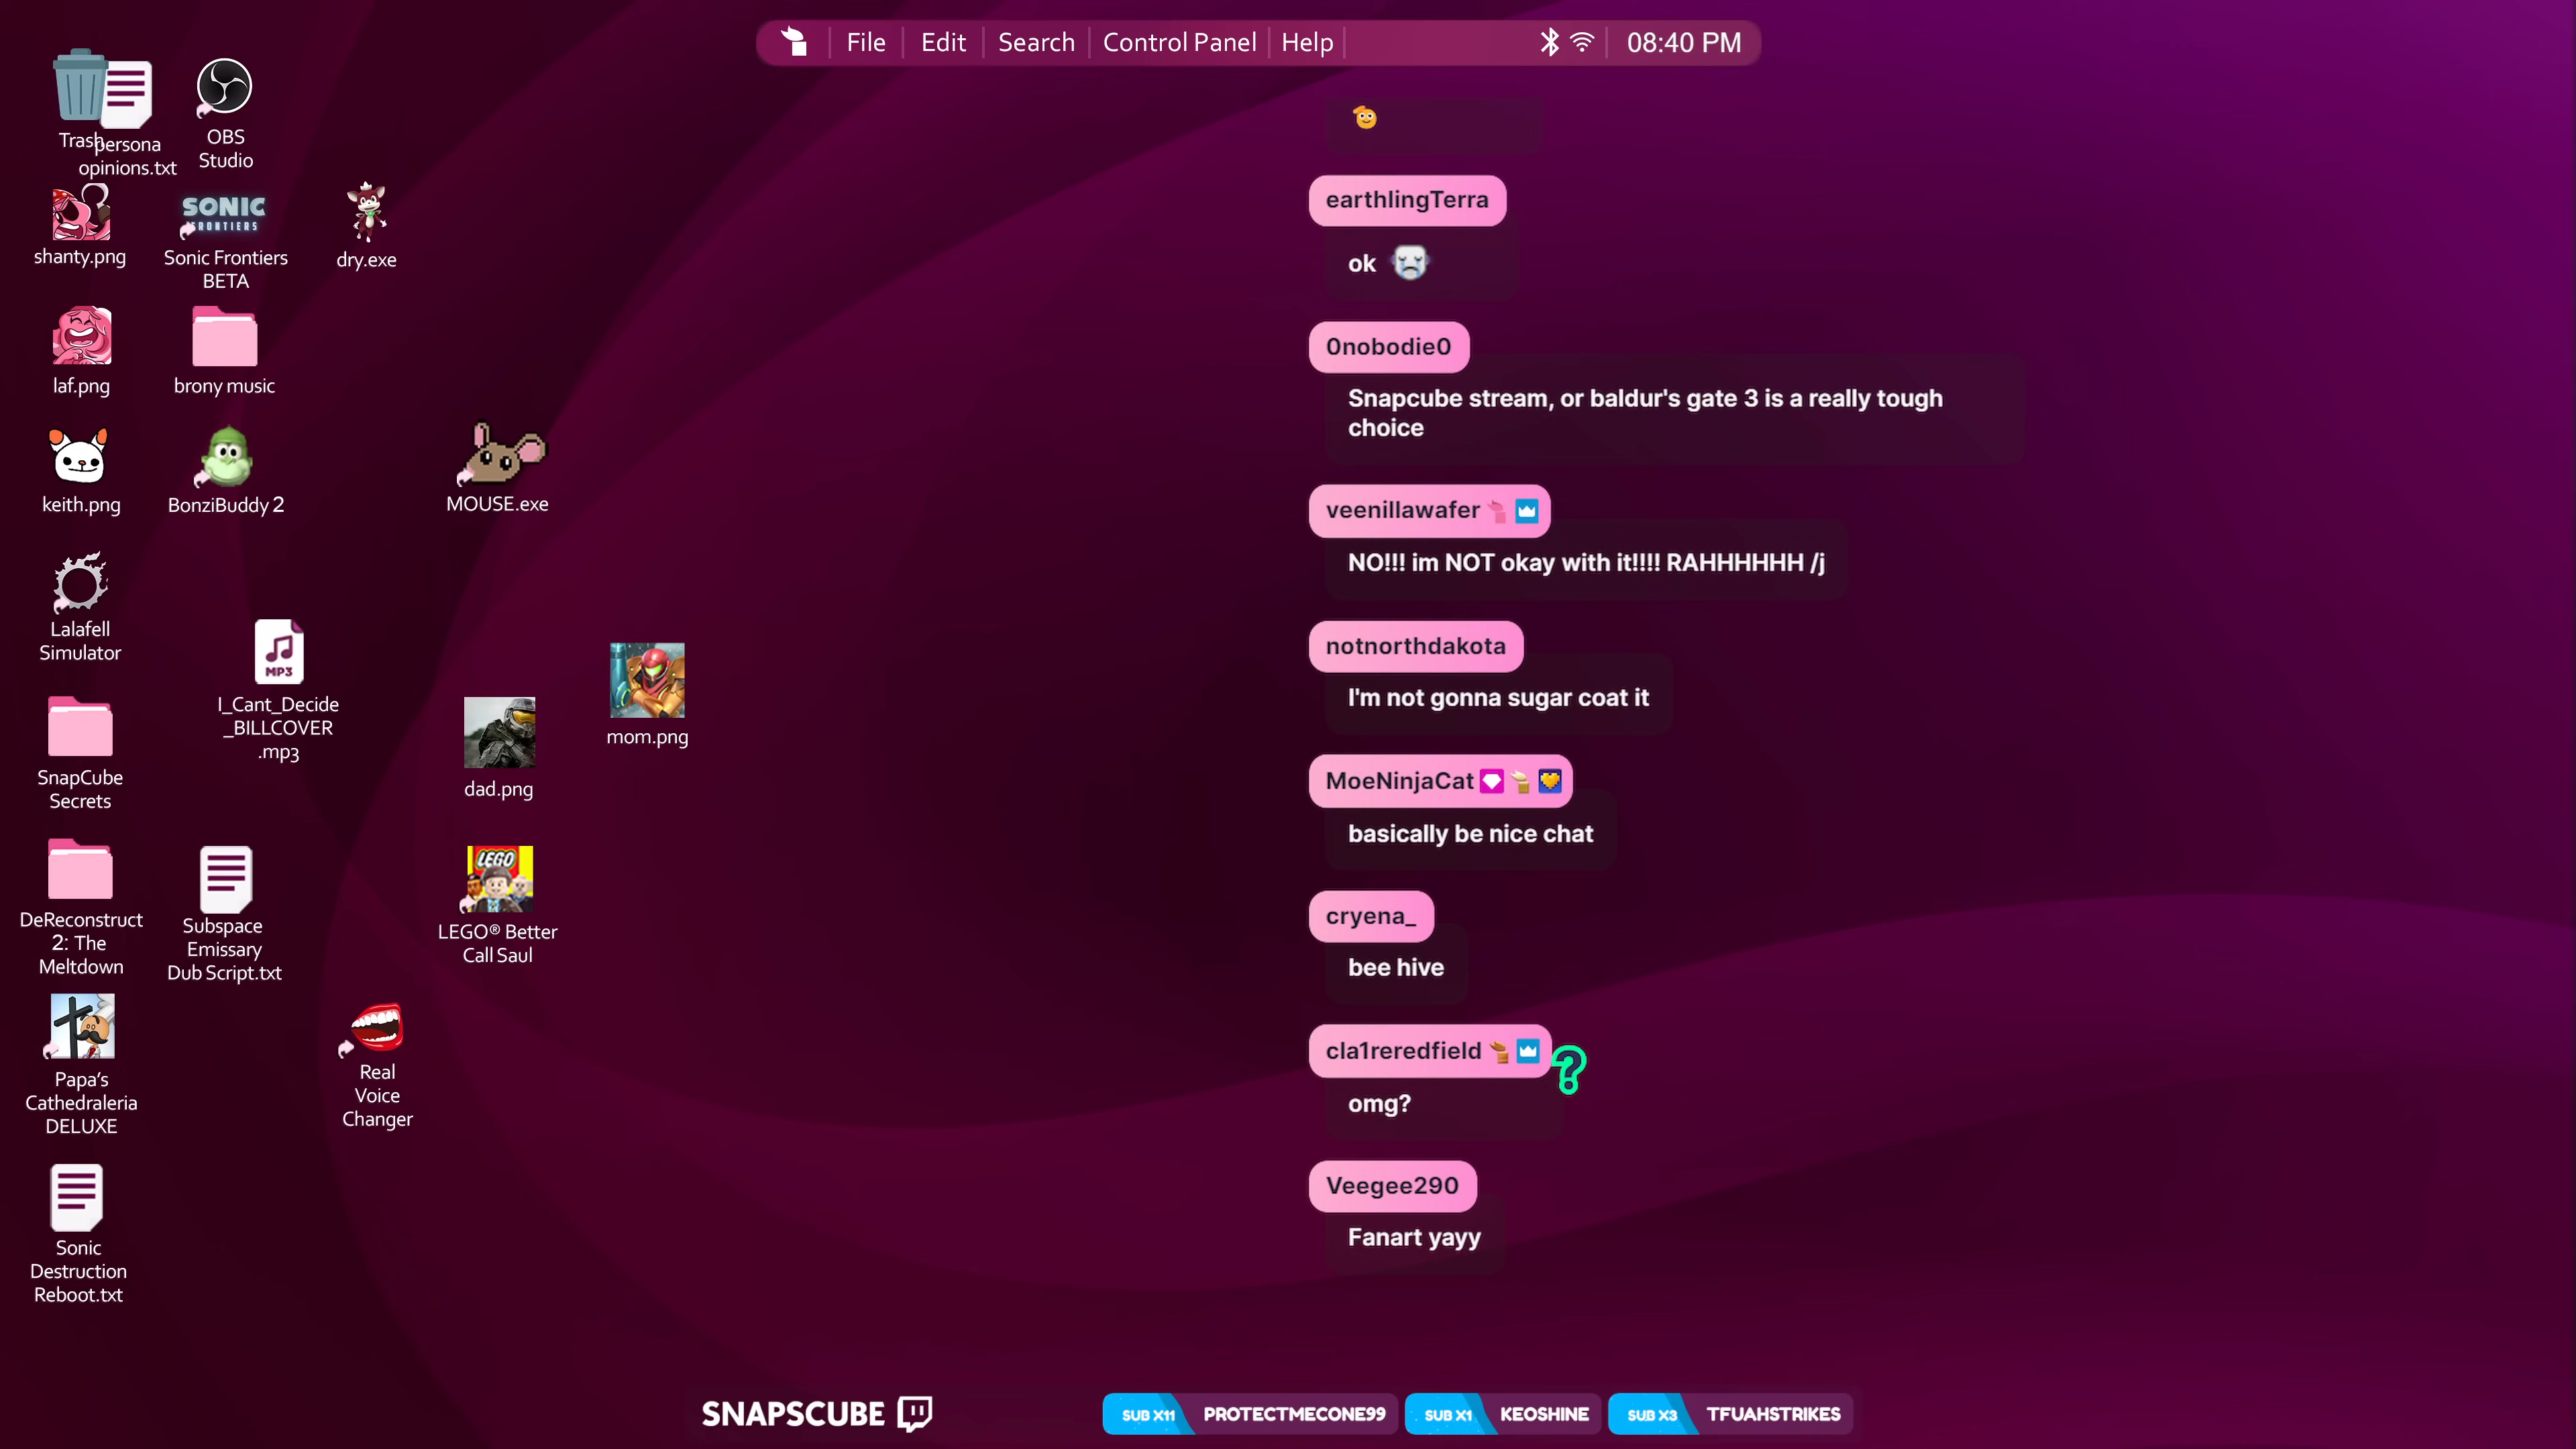 File
Edit
Search
Control Panel
Help
08:40 PM
Trash
persona
opinions.txt
OBS
Studio
shanty.png
SONIC
FRONTIERS
Sonic Frontiers
BETA
dry.exe
laf.png
brony music
keith.png
BonziBuddy 2
MOUSE.exe
Lalafell
Simulator
MP3
I_Cant_Decide
_BILLCOVER
.mp3
mom.png
dad.png
SnapCube
Secrets
DeReconstruct
2: The
Meltdown
Subspace
Emissary
Dub Script.txt
LEGO
LEGO® Better
Call Saul
Papa's
Cathedraleria
DELUXE
Real
Voice
Changer
Sonic
Destruction
Reboot.txt
earthlingTerra
ok
0nobodie0
Snapcube stream, or baldur's gate 3 is a really tough
choice
veenillawafer
NO!!! im NOT okay with it!!!! RAHHHHHH /j
notnorthdakota
I'm not gonna sugar coat it
MoeNinjaCat
basically be nice chat
cryena_
bee hive
cla1reredfield
?
omg?
Veegee290
Fanart yayy
SNAPSCUBE
SUB X11 PROTECTMECONE99
SUB X1 KEOSHINE
SUB X3 TFUAHSTRIKES